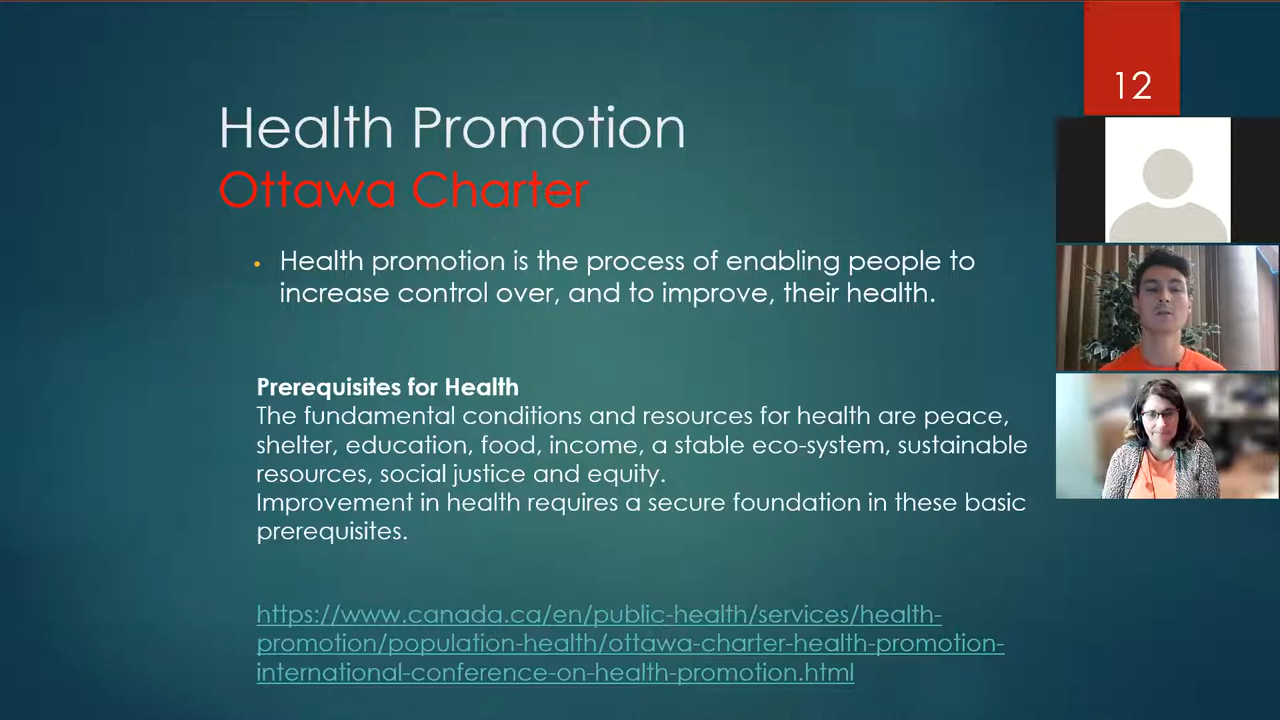 12
Health Promotion
Ottawa Charter
• Health promotion is the process of enabling people to
increase control over, and to improve, their health.
Prerequisites for Health
The fundamental conditions and resources for health are peace,
shelter, education, food, income, a stable eco-system, sustainable
resources, social justice and equity.
Improvement in health requires a secure foundation in these basic
prerequisites.
https://www.canada.ca/en/public-health/services/health-
promotion/population-health/ottawa-charter-health-promotion-
international-conference-on-health-promotion.html